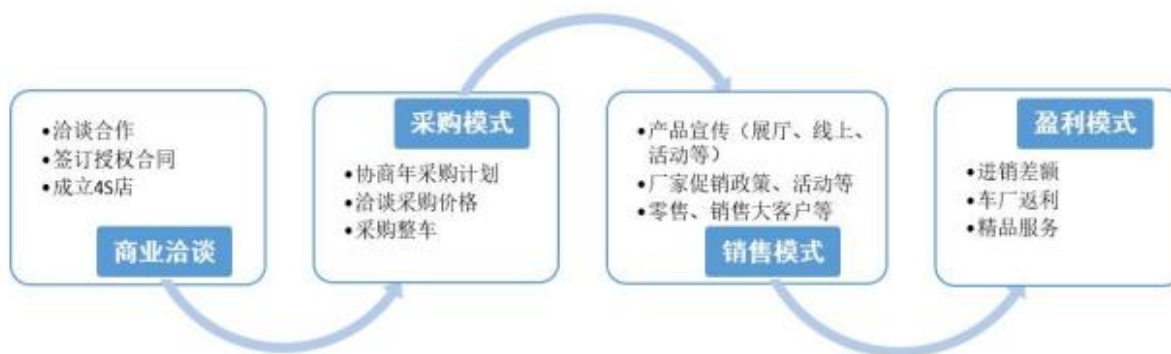 •洽谈合作
•签订授权合同
•成立4S店
商业洽谈
采购模式
•协商年采购计划
•洽谈采购价格
•采购整车
•产品宣传（展厅、线上、
活动等）
•厂家促销政策、活动等
•零售、销售大客户等
销售模式
盈利模式
•进销差额
•车厂返利
•精品服务